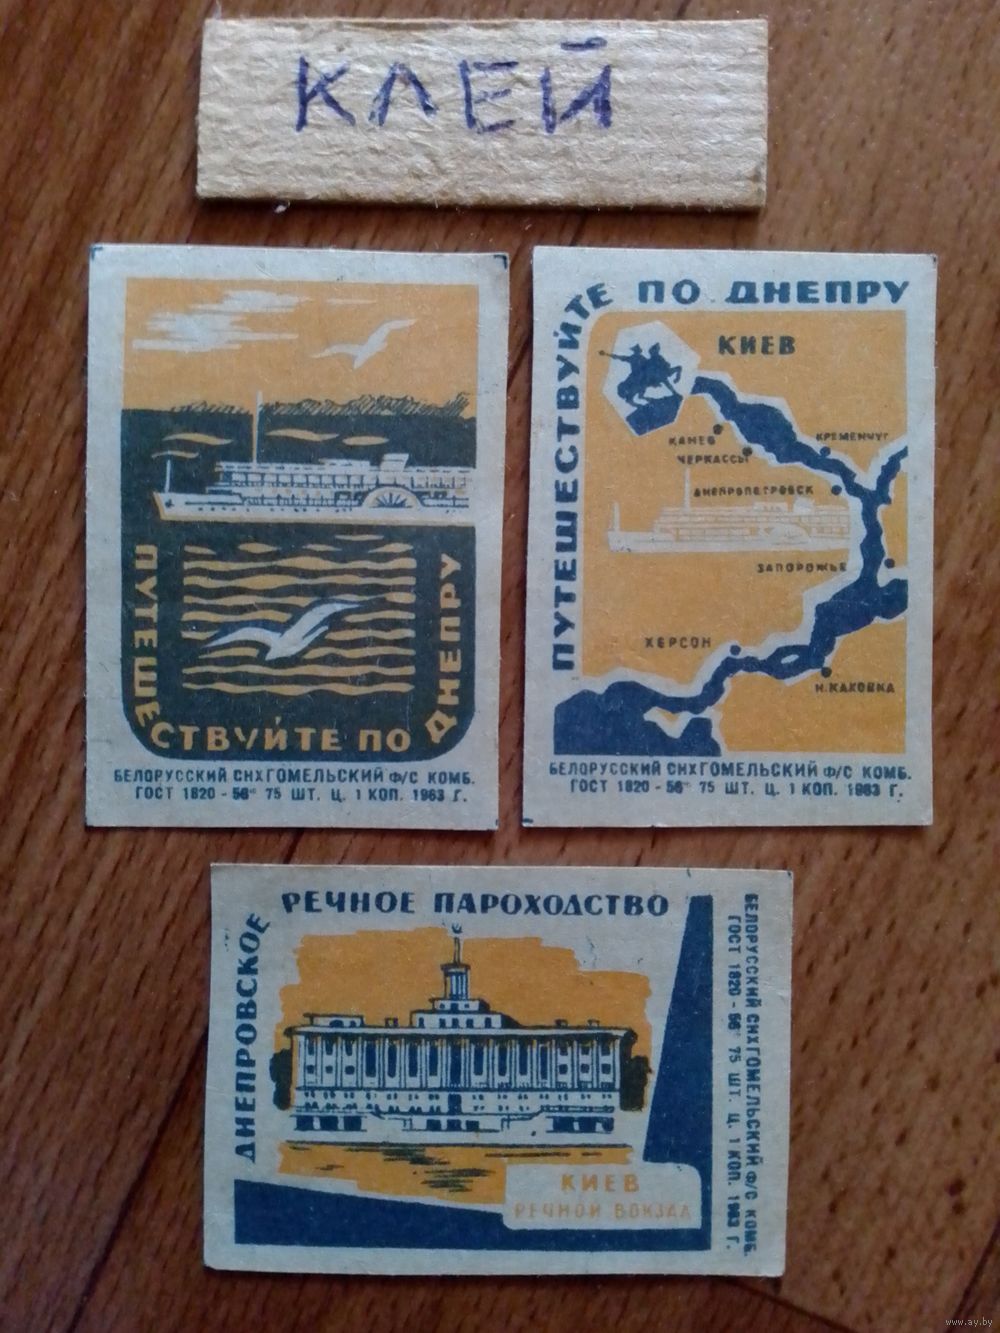 КЛЕЙ
ПУТЕШЕСТВУЙТЕ ПО ДНЕПРУ
БЕЛОРУССКИЙ СНХ ГОМЕЛЬСКИЙ Ф/С КОМБ.
ГОСТ 1820-56 75 ШТ. Ц. 1 КОП. 1963 Г.
ПУТЕШЕСТВУЙТЕ ПО ДНЕПРУ
КИЕВ
КАНЕВ
КРЕМЕНЧУГ
ЧЕРКАССЫ
ДНЕПРОПЕТРОВСК
ЗАПОРОЖЬЕ
ХЕРСОН
Н.КАХОВКА
БЕЛОРУССКИЙ СНХ ГОМЕЛЬСКИЙ Ф/С КОМБ.
ГОСТ 1820-56 75 ШТ. Ц. 1 КОП. 1963 Г.
ДНЕПРОВСКОЕ РЕЧНОЕ ПАРОХОДСТВО
КИЕВ
РЕЧНОЙ ВОКЗАЛ
БЕЛОРУССКИЙ СНХ ГОМЕЛЬСКИЙ Ф/С КОМБ.
ГОСТ 1820-56 75 ШТ. Ц. 1 КОП. 1963 Г.
www.ay.by